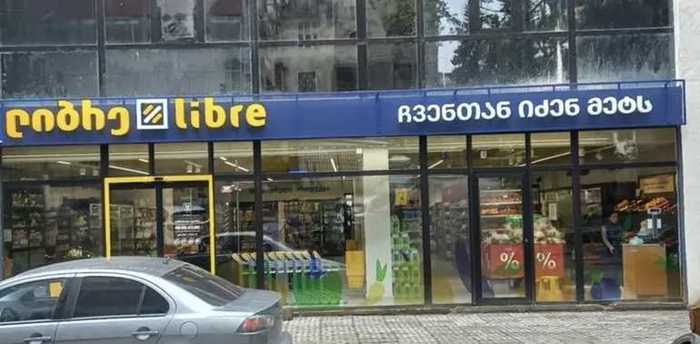 ლიბრე libre ჩვენთან იძენ მეტს
% %